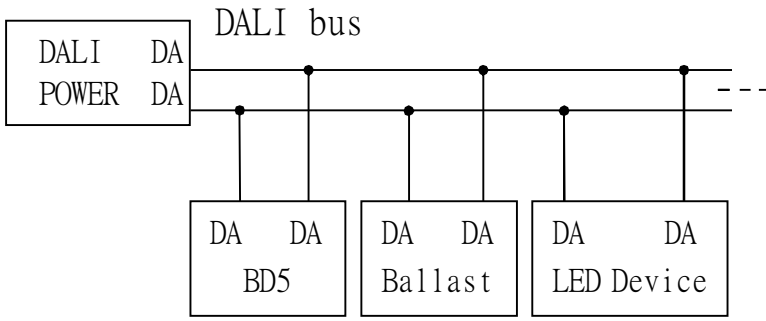 DALI bus
DALI DA
POWER DA
DA DA DA DA DA DA
BD5 Ballast LED Device